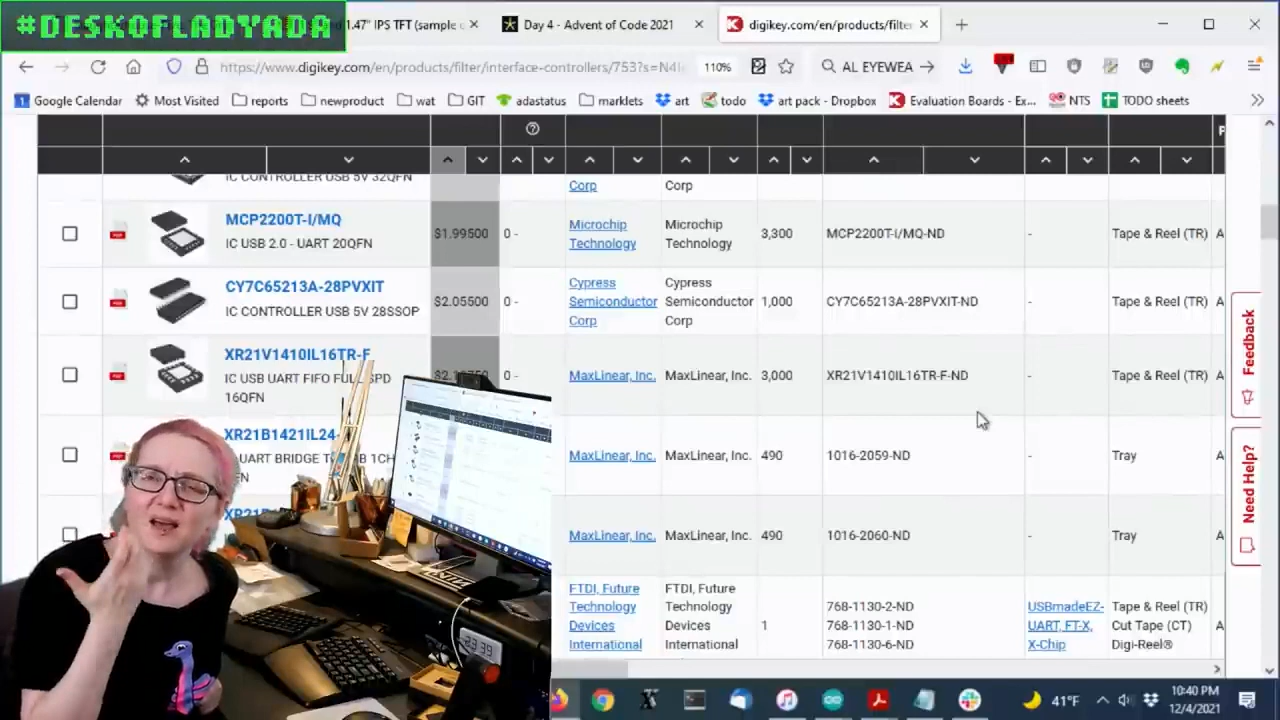 #DESKOFLADYADA
1.47" IPS TFT (sample
Day 4 - Advent of Code 2021
digikey.com/en/products/filter
https://www.digikey.com/en/products/filter/interface-controllers/753?s=N4
110%
AL EYEWEA
Google Calendar
Most Visited
reports
newproduct
wat
GIT
adastatus
marklets
art
todo
art pack - Dropbox
Evaluation Boards - Ex...
NTS
TODO sheets
IC CONTROLLER USB 5V 32QFN
Corp
Corp
MCP2200T-I/MQ
IC USB 2.0 - UART 20QFN
$1.99500
0 -
Microchip
Technology
Microchip
Technology
3,300
MCP2200T-I/MQ-ND
-
Tape & Reel (TR)
A
CY7C65213A-28PVXIT
IC CONTROLLER USB 5V 28SSOP
$2.05500
0 -
Cypress
Semiconductor
Corp
Cypress
Semiconductor
Corp
1,000
CY7C65213A-28PVXIT-ND
-
Tape & Reel (TR)
A
XR21V1410IL16TR-F
IC USB UART FIFO FULL SPD
16QFN
0 -
MaxLinear, Inc.
MaxLinear, Inc.
3,000
XR21V1410IL16TR-F-ND
-
Tape & Reel (TR)
A
XR21B1421IL24-
UART BRIDGE
1CH
MaxLinear, Inc.
MaxLinear, Inc.
490
1016-2059-ND
-
Tray
A
MaxLinear, Inc.
MaxLinear, Inc.
490
1016-2060-ND
-
Tray
A
FTDI, Future
Technology
Devices
International
FTDI, Future
Technology
Devices
International
1
768-1130-2-ND
768-1130-1-ND
768-1130-6-ND
USBmadeEZ-
UART, FT-X,
X-Chip
Tape & Reel (TR)
Cut Tape (CT)
Digi-Reel®
A
Feedback
Need Help?
23:39
41°F
10:40 PM
12/4/2021